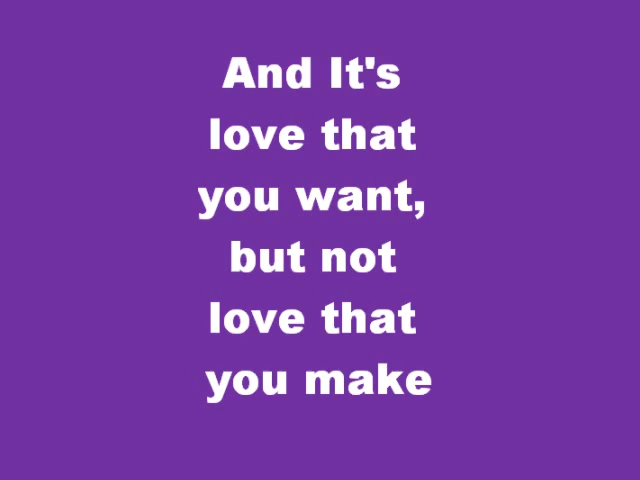 And It's
love that
you want,
but not
love that
you make